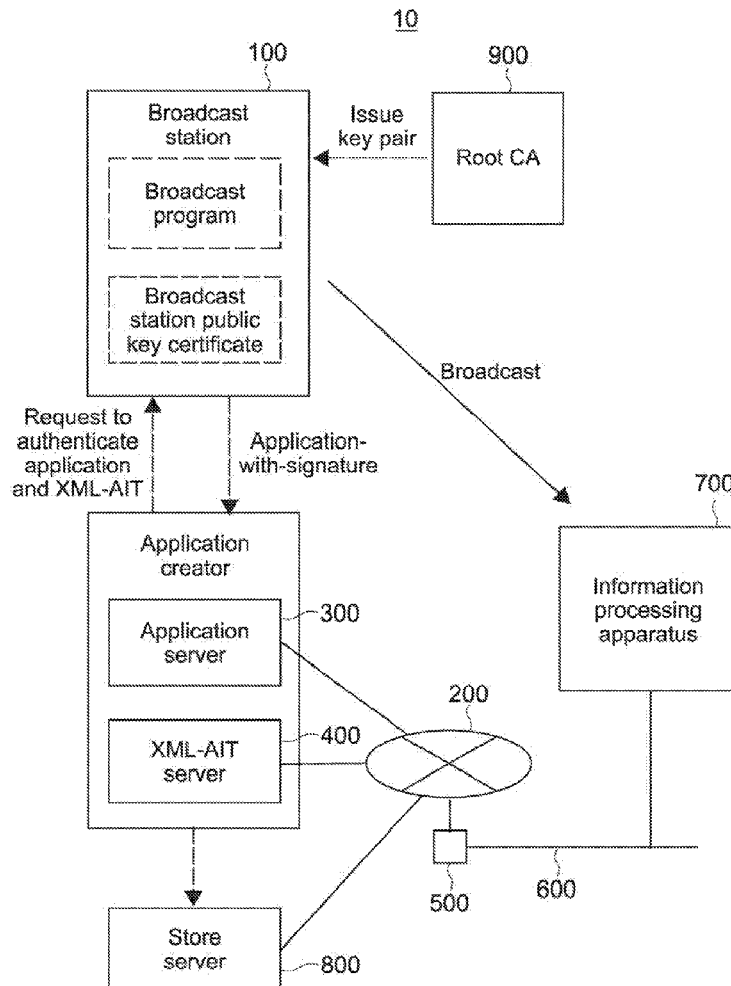 10
100
900
Broadcast
station
Issue
key pair
Root CA
Broadcast
program
Broadcast
station public
key certificate
Broadcast
Request to
authenticate
application
and XML-AIT
Application-
with-signature
700
Application
creator
Information
processing
apparatus
300
Application
server
200
400
XML-AIT
server
500
600
Store
server
800